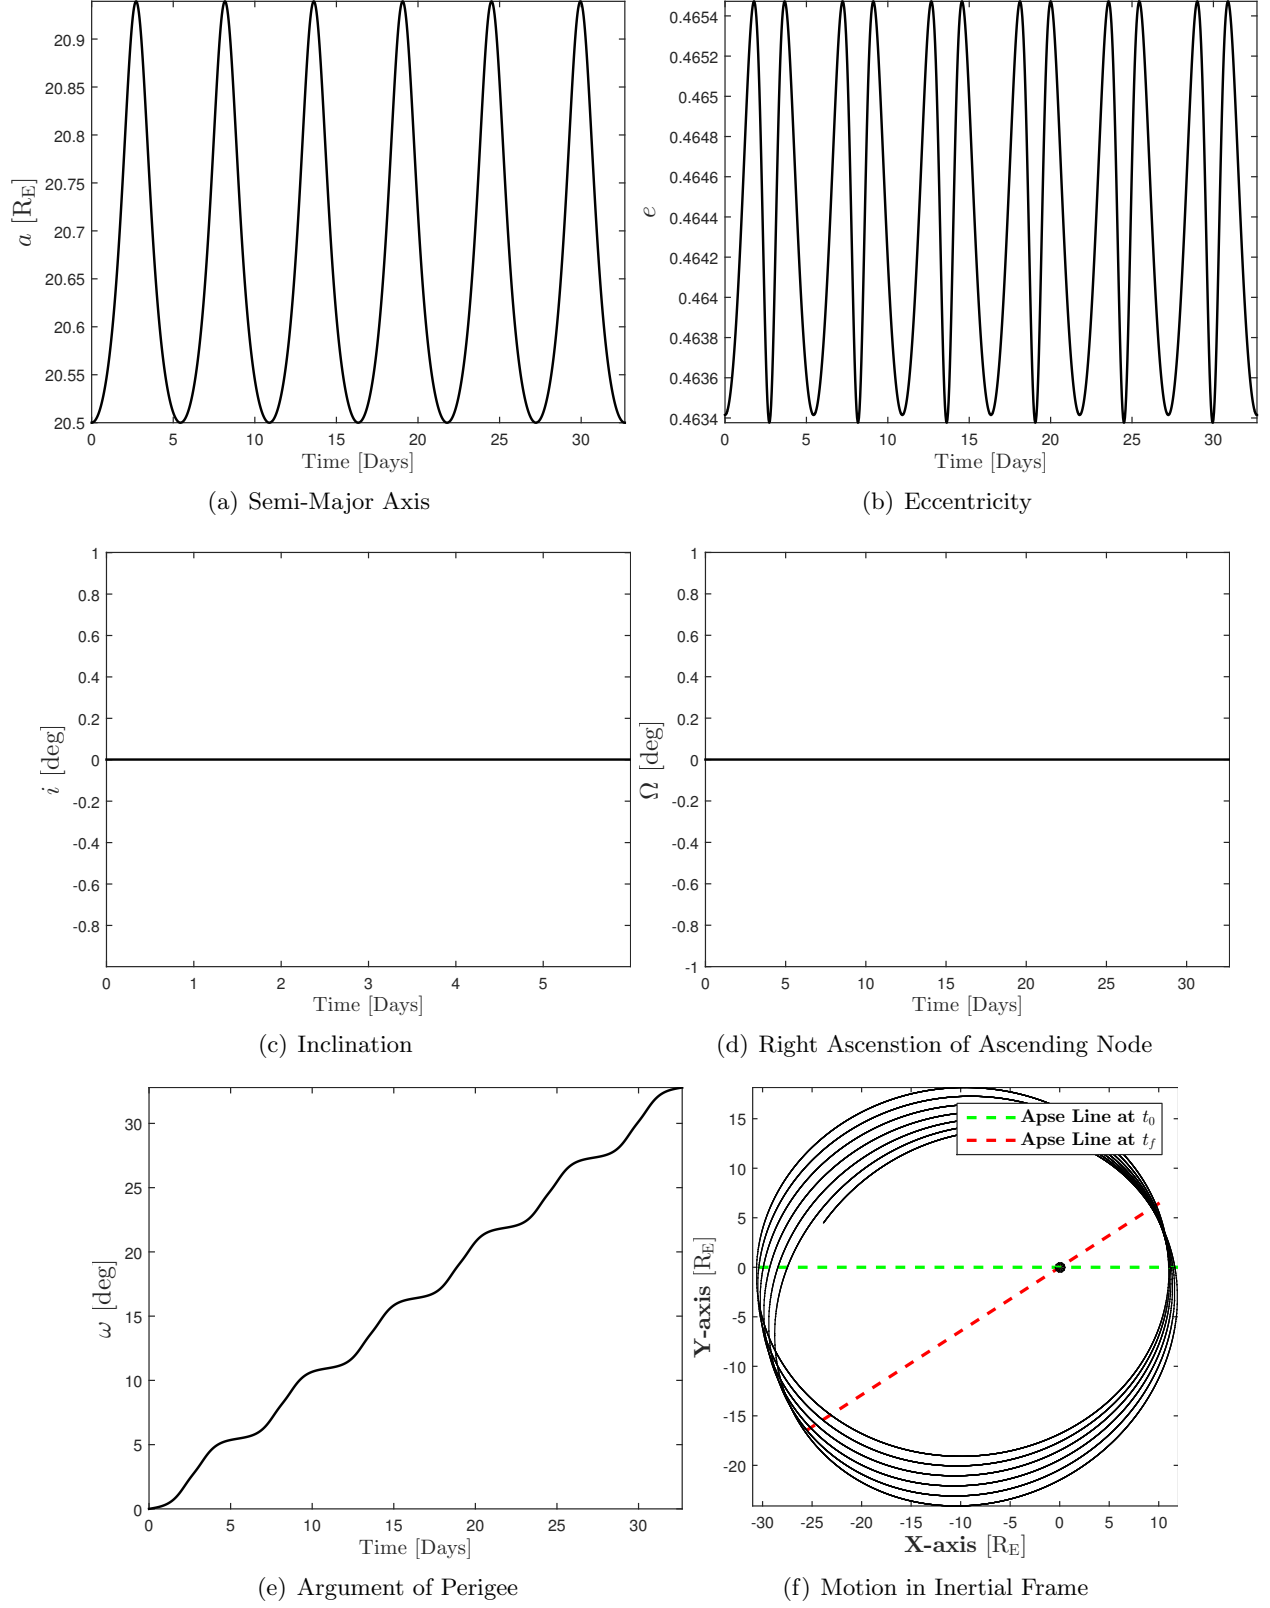 20.9
20.85
20.8
20.75
20.7
20.65
20.6
20.55
20.5
a [R_E]
0 5 10 15 20 25 30
Time [Days]
(a) Semi-Major Axis
0.4654
0.4652
0.465
0.4648
0.4646
0.4644
0.4642
0.464
0.4638
0.4636
0.4634
e
0 5 10 15 20 25 30
Time [Days]
(b) Eccentricity
1
0.8
0.6
0.4
0.2
0
-0.2
-0.4
-0.6
-0.8
i [deg]
0 1 2 3 4 5
Time [Days]
(c) Inclination
1
0.8
0.6
0.4
0.2
0
-0.2
-0.4
-0.6
-0.8
-1
Ω [deg]
0 5 10 15 20 25 30
Time [Days]
(d) Right Ascenstion of Ascending Node
30
25
20
15
10
5
0
ω [deg]
0 5 10 15 20 25 30
Time [Days]
(e) Argument of Perigee
15
10
5
0
-5
-10
-15
-20
Y-axis [R_E]
Apse Line at t_0
Apse Line at t_f
-30 -25 -20 -15 -10 -5 0 5 10
X-axis [R_E]
(f) Motion in Inertial Frame